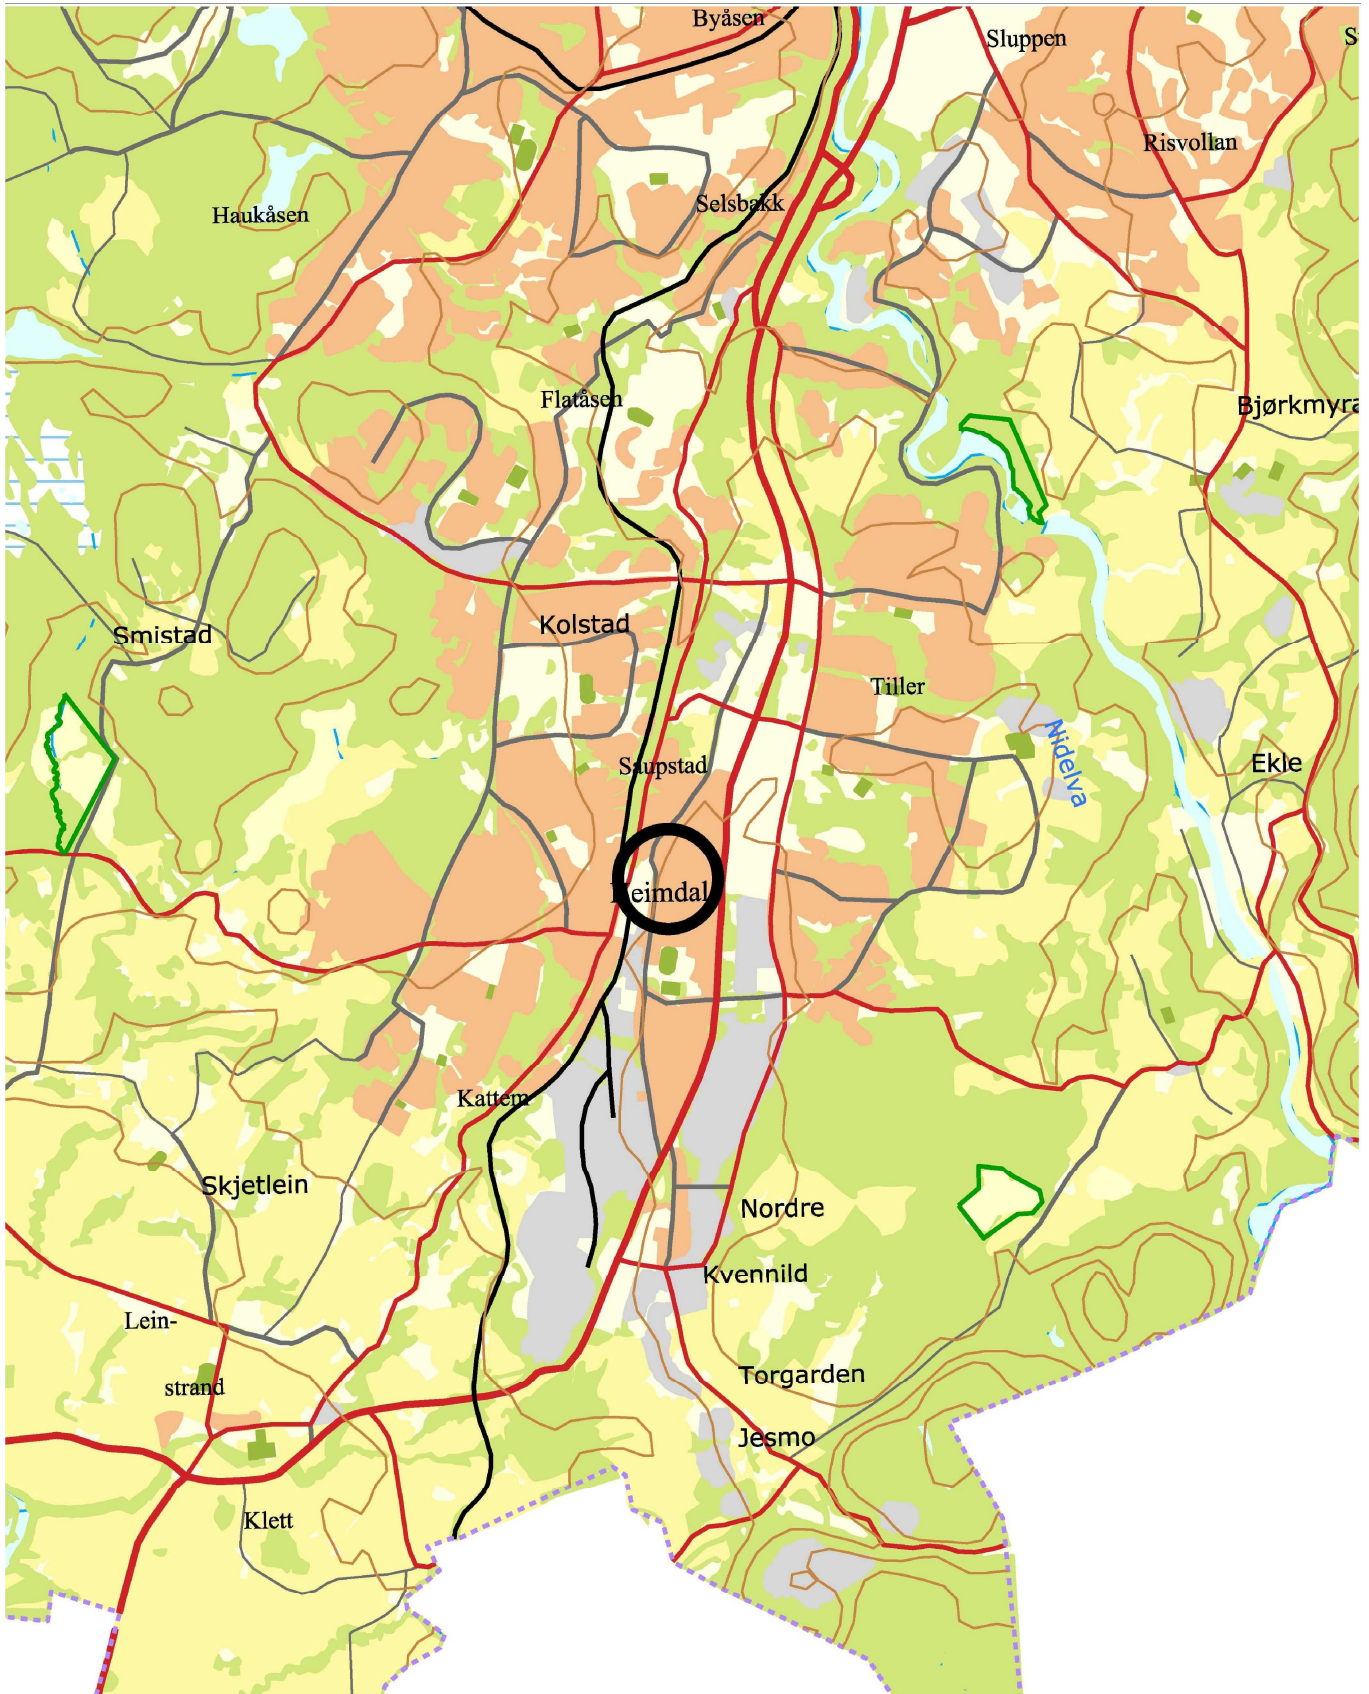 Byåsen
Sluppen
S
Risvollan
Selsbakk
Haukåsen
Flatåsen
Bjørkmyra
Kolstad
Smistad
Tiller
Nidelva
Saupstad
Ekle
Heimdal
Kattem
Skjetlein
Nordre
Kvennild
Lein-
strand
Torgarden
Jesmo
Klett